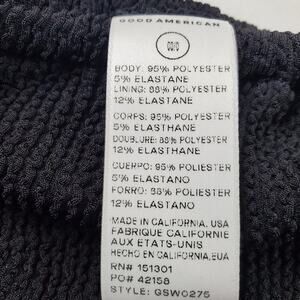 GOOD AMERICAN
00/0
BODY: 95% POLYESTER
5% ELASTANE
LINING: 88% POLYESTER
12% ELASTANE
CORPS: 95% POLYESTER
5% ELASTHANE
DOUBLURE: 88% POLYESTER
12% ELASTHANE
CUERPO: 95% POLIESTER
5% ELASTANO
FORRO: 88% POLIESTER
12% ELASTANO
MADE IN CALIFORNIA, USA
FABRIQUE CALIFORNIE
AUX ETATS-UNIS
HECHO EN CALIFORNIA, EUA
RN# 151301
PO# 42158
STYLE: GSW0275